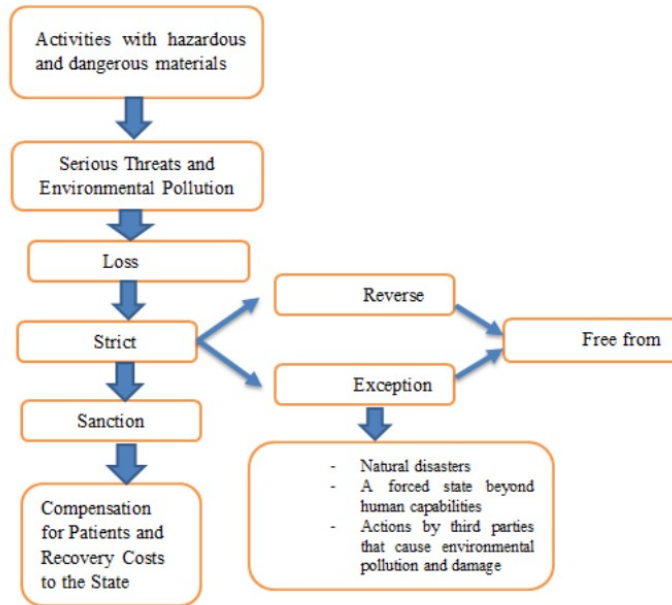 Activities with hazardous
and dangerous materials
Serious Threats and
Environmental Pollution
Loss
Reverse
Strict
Free from
Exception
Sanction
- Natural disasters
- A forced state beyond
human capabilities
- Actions by third parties
that cause environmental
pollution and damage
Compensation
for Patients and
Recovery Costs
to the State